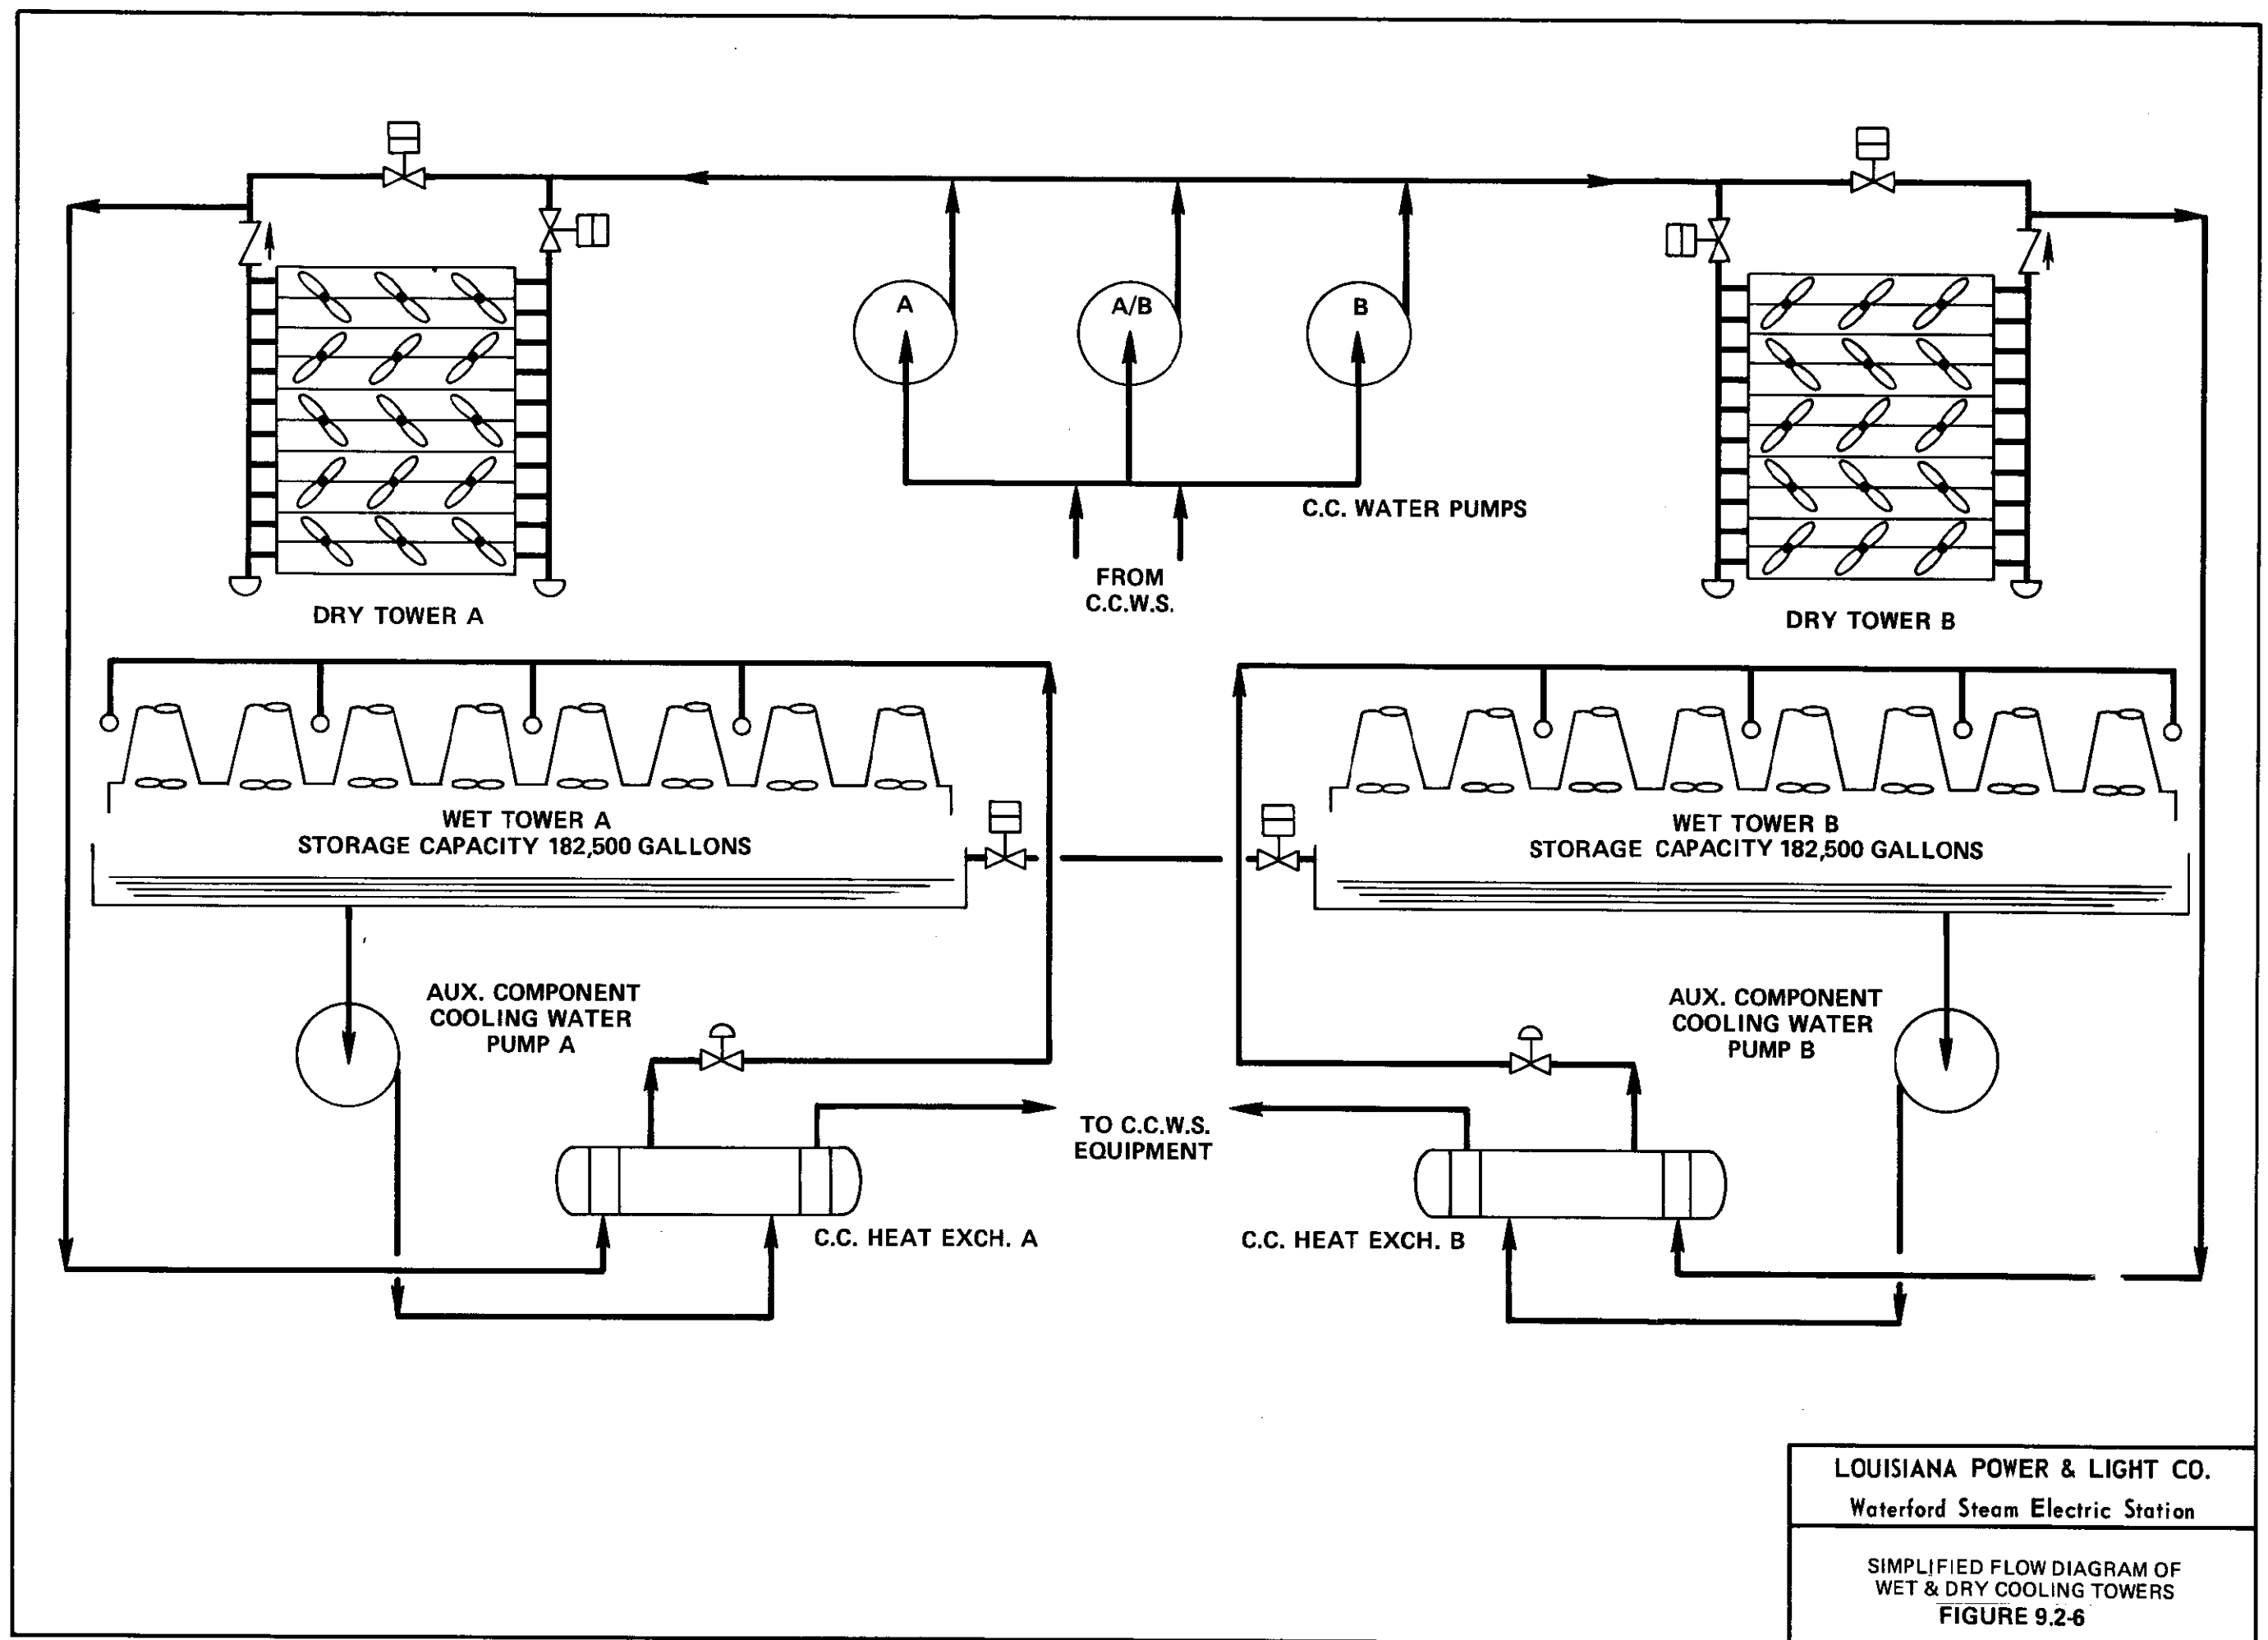 A
A/B
B
C.C. WATER PUMPS
FROM
C.C.W.S.
DRY TOWER A
DRY TOWER B
WET TOWER A
STORAGE CAPACITY 182,500 GALLONS
WET TOWER B
STORAGE CAPACITY 182,500 GALLONS
AUX. COMPONENT
COOLING WATER
PUMP A
AUX. COMPONENT
COOLING WATER
PUMP B
TO C.C.W.S.
EQUIPMENT
C.C. HEAT EXCH. A
C.C. HEAT EXCH. B
LOUISIANA POWER & LIGHT CO.
Waterford Steam Electric Station
SIMPLIFIED FLOW DIAGRAM OF
WET & DRY COOLING TOWERS
FIGURE 9.2-6